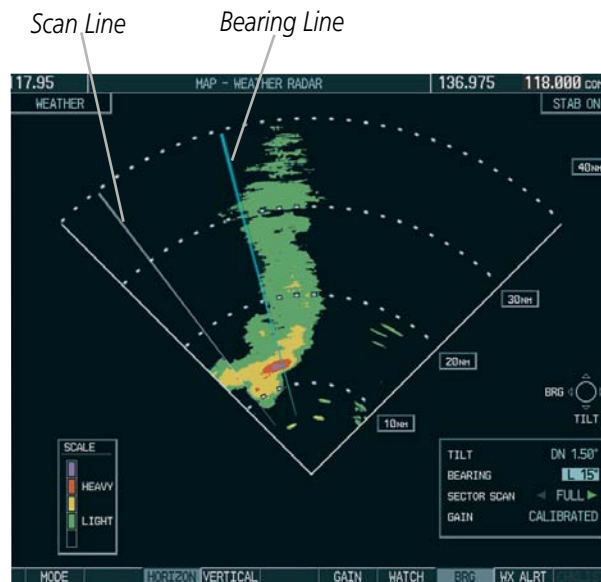 Scan Line
Bearing Line
17.95 MAP - WEATHER RADAR 136.975 118.000 COM
WEATHER STAB ON
40NM
30NM
20NM
BRG
TILT
10NM
SCALE
HEAVY
LIGHT
TILT DN 1.50°
BEARING L 15°
SECTOR SCAN FULL
GAIN CALIBRATED
MODE HORIZON VERTICAL GAIN WATCH BRG WX ALRT